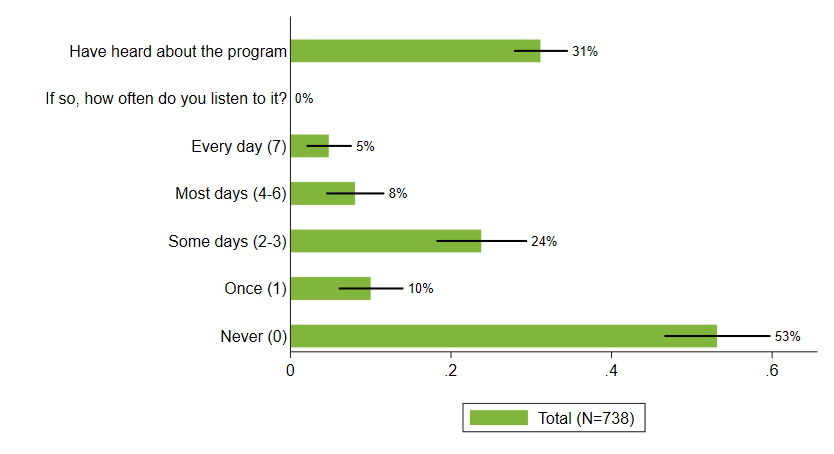 Have heard about the program 31%
If so, how often do you listen to it? 0%
Every day (7) 5%
Most days (4-6) 8%
Some days (2-3) 24%
Once (1) 10%
Never (0) 53%
0 .2 .4 .6
Total (N=738)